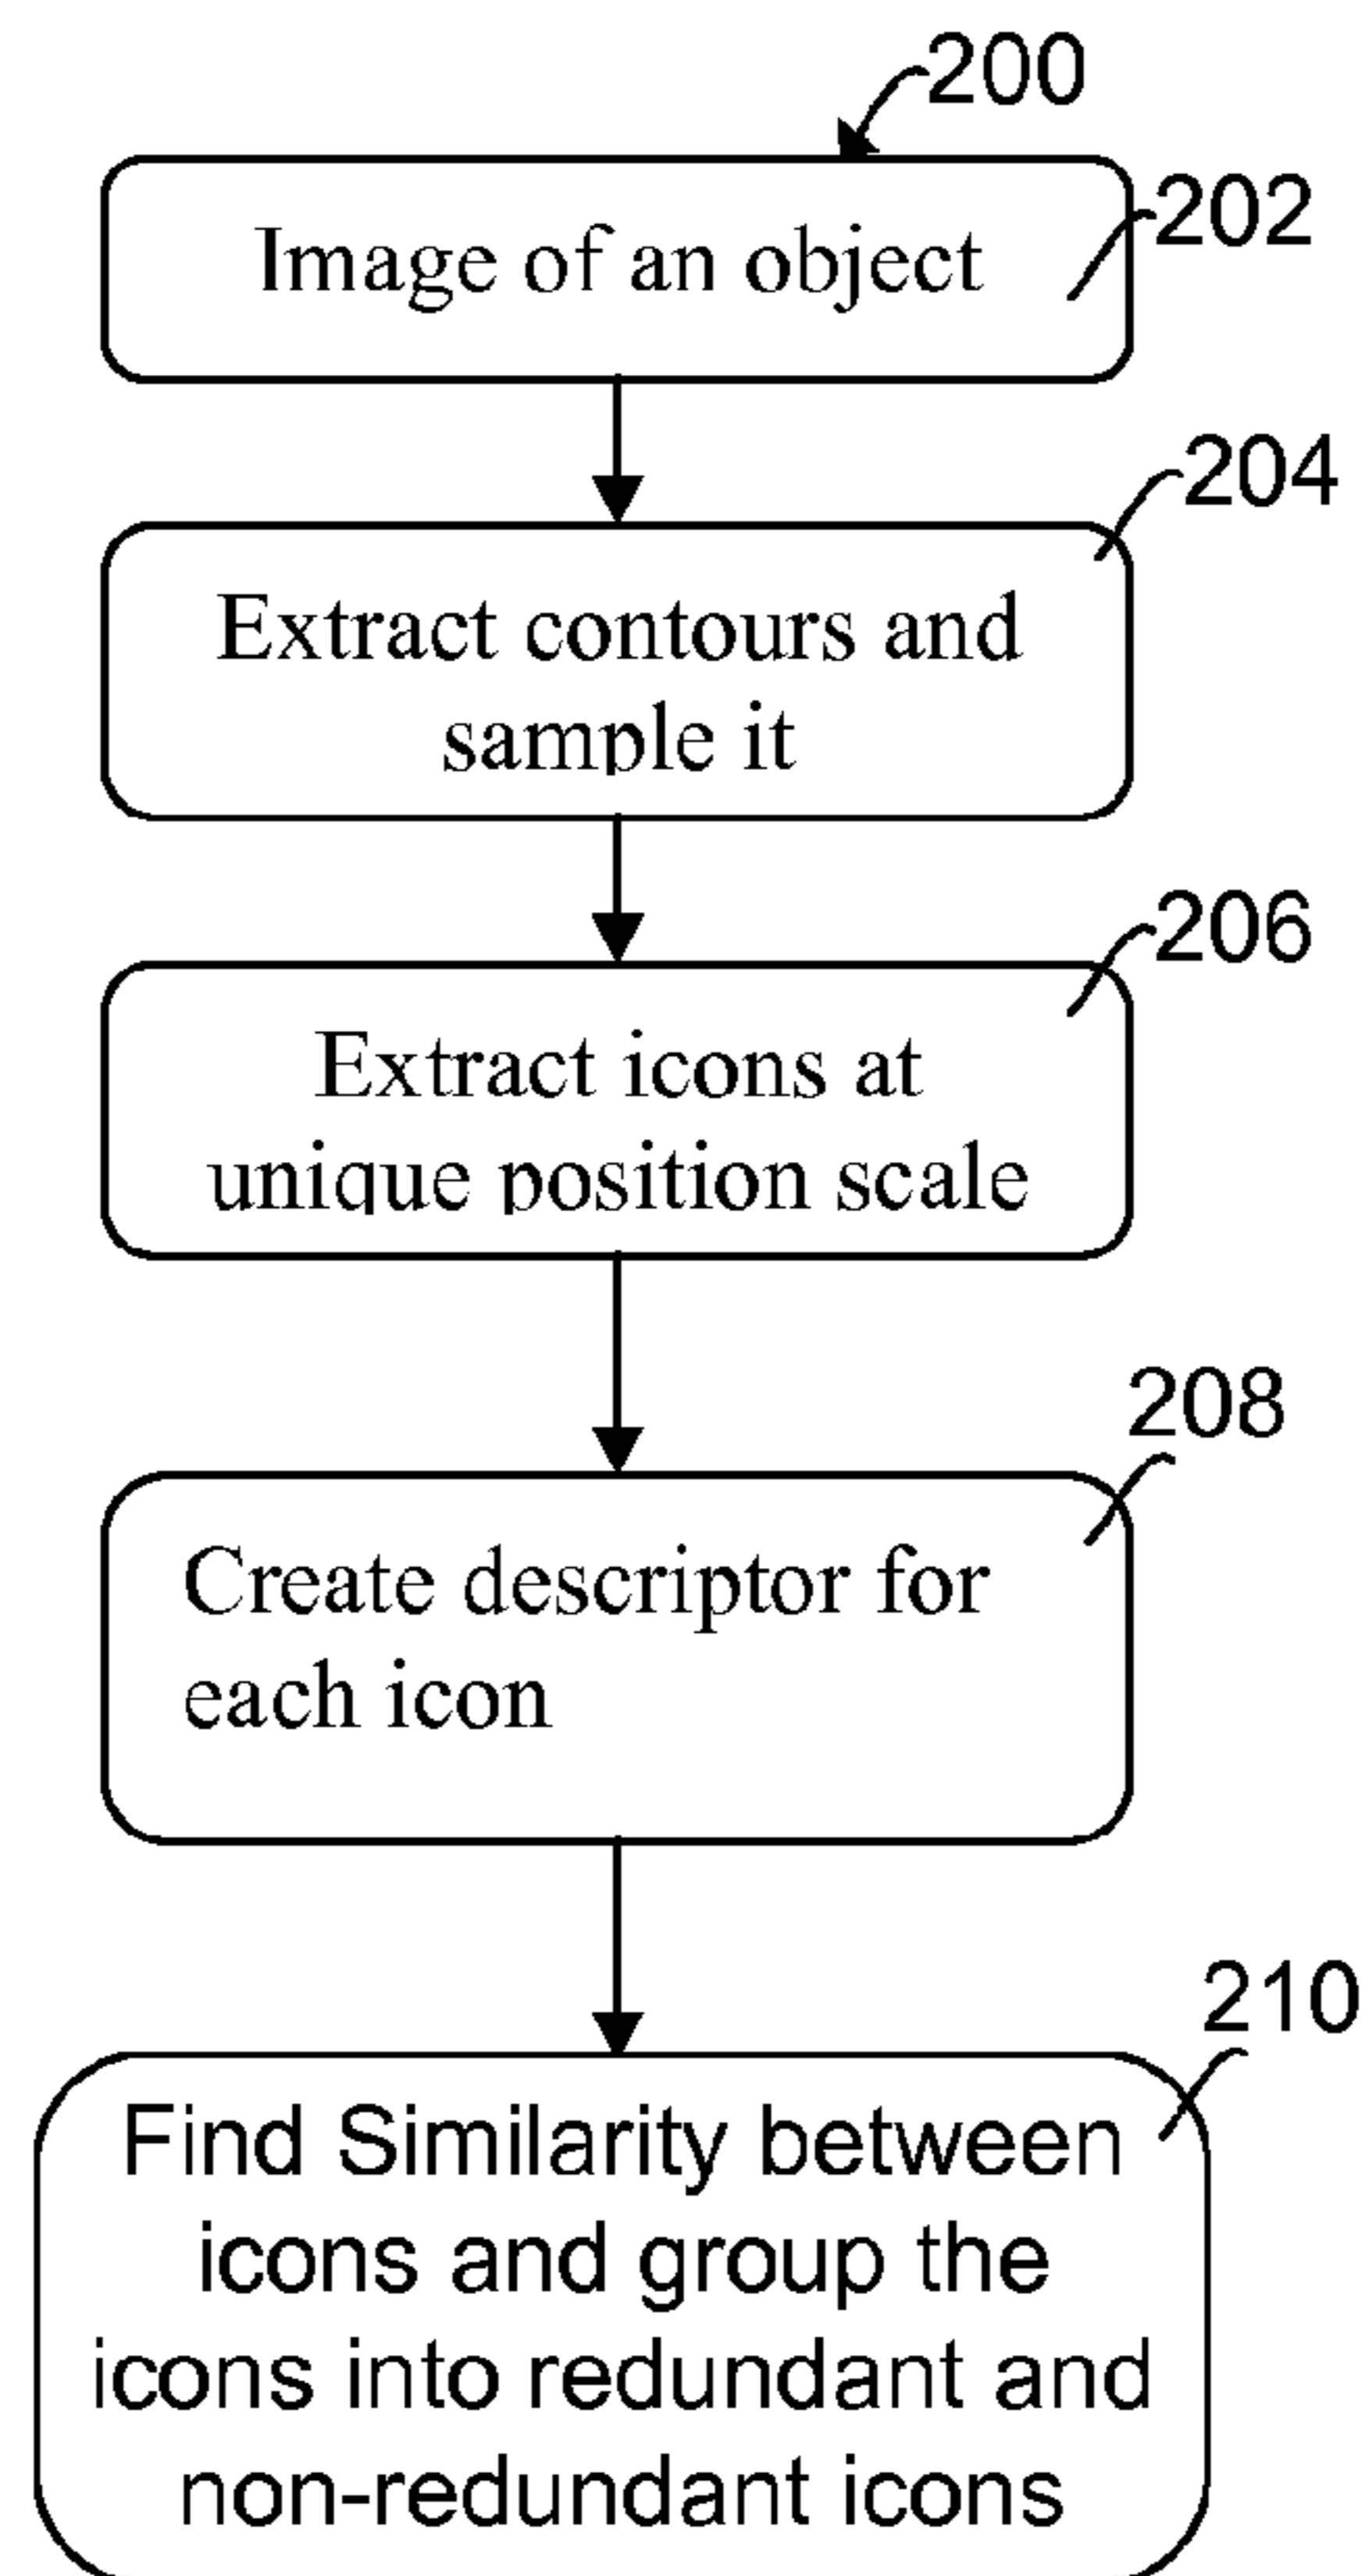 200
202
Image of an object
204
Extract contours and
sample it
206
Extract icons at
unique position scale
208
Create descriptor for
each icon
210
Find Similarity between
icons and group the
icons into redundant and
non-redundant icons